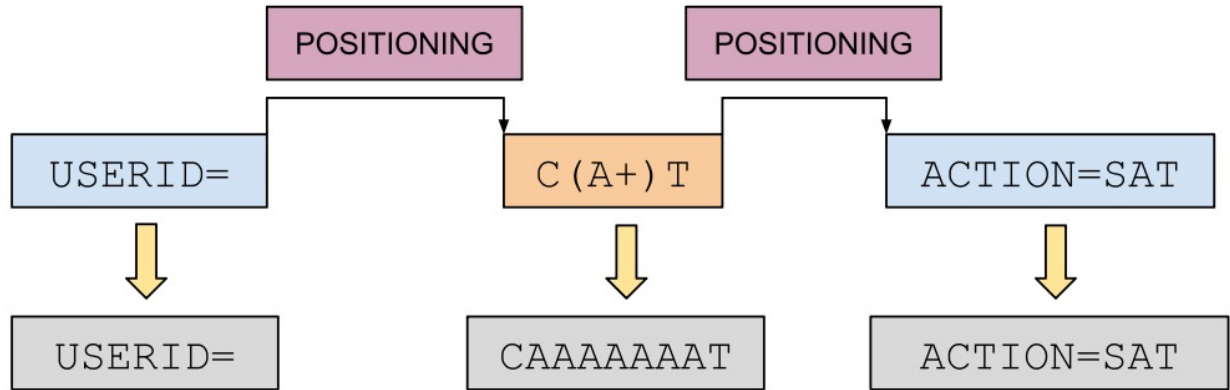 POSITIONING POSITIONING
USERID= C(A+)T ACTION=SAT
USERID= CAAAAAAAT ACTION=SAT